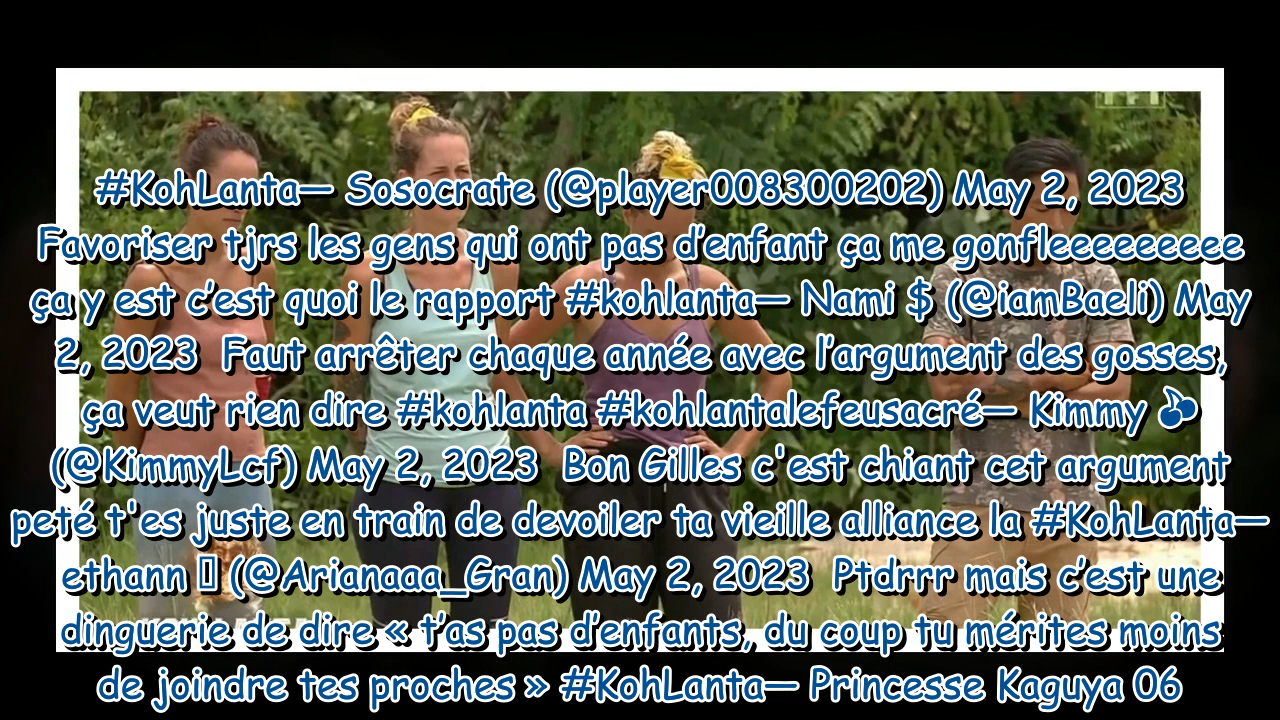 TF1
#KohLanta— Sosocrate (@player008300202) May 2, 2023
Favoriser tjrs les gens qui ont pas d’enfant ça me gonfleeeeeeeee
ça y est c’est quoi le rapport #kohlanta— Nami $ (@iamBaeli) May
2, 2023 Faut arrêter chaque année avec l’argument des gosses,
ça veut rien dire #kohlanta #kohlantalefeusacré— Kimmy 🍒
(@KimmyLcf) May 2, 2023 Bon Gilles c'est chiant cet argument
peté t'es juste en train de devoiler ta vieille alliance la #KohLanta—
ethann (@Arianaaa_Gran) May 2, 2023 Ptdrrr mais c’est une
dinguerie de dire « t’as pas d’enfants, du coup tu mérites moins
de joindre tes proches » #KohLanta— Princesse Kaguya 06